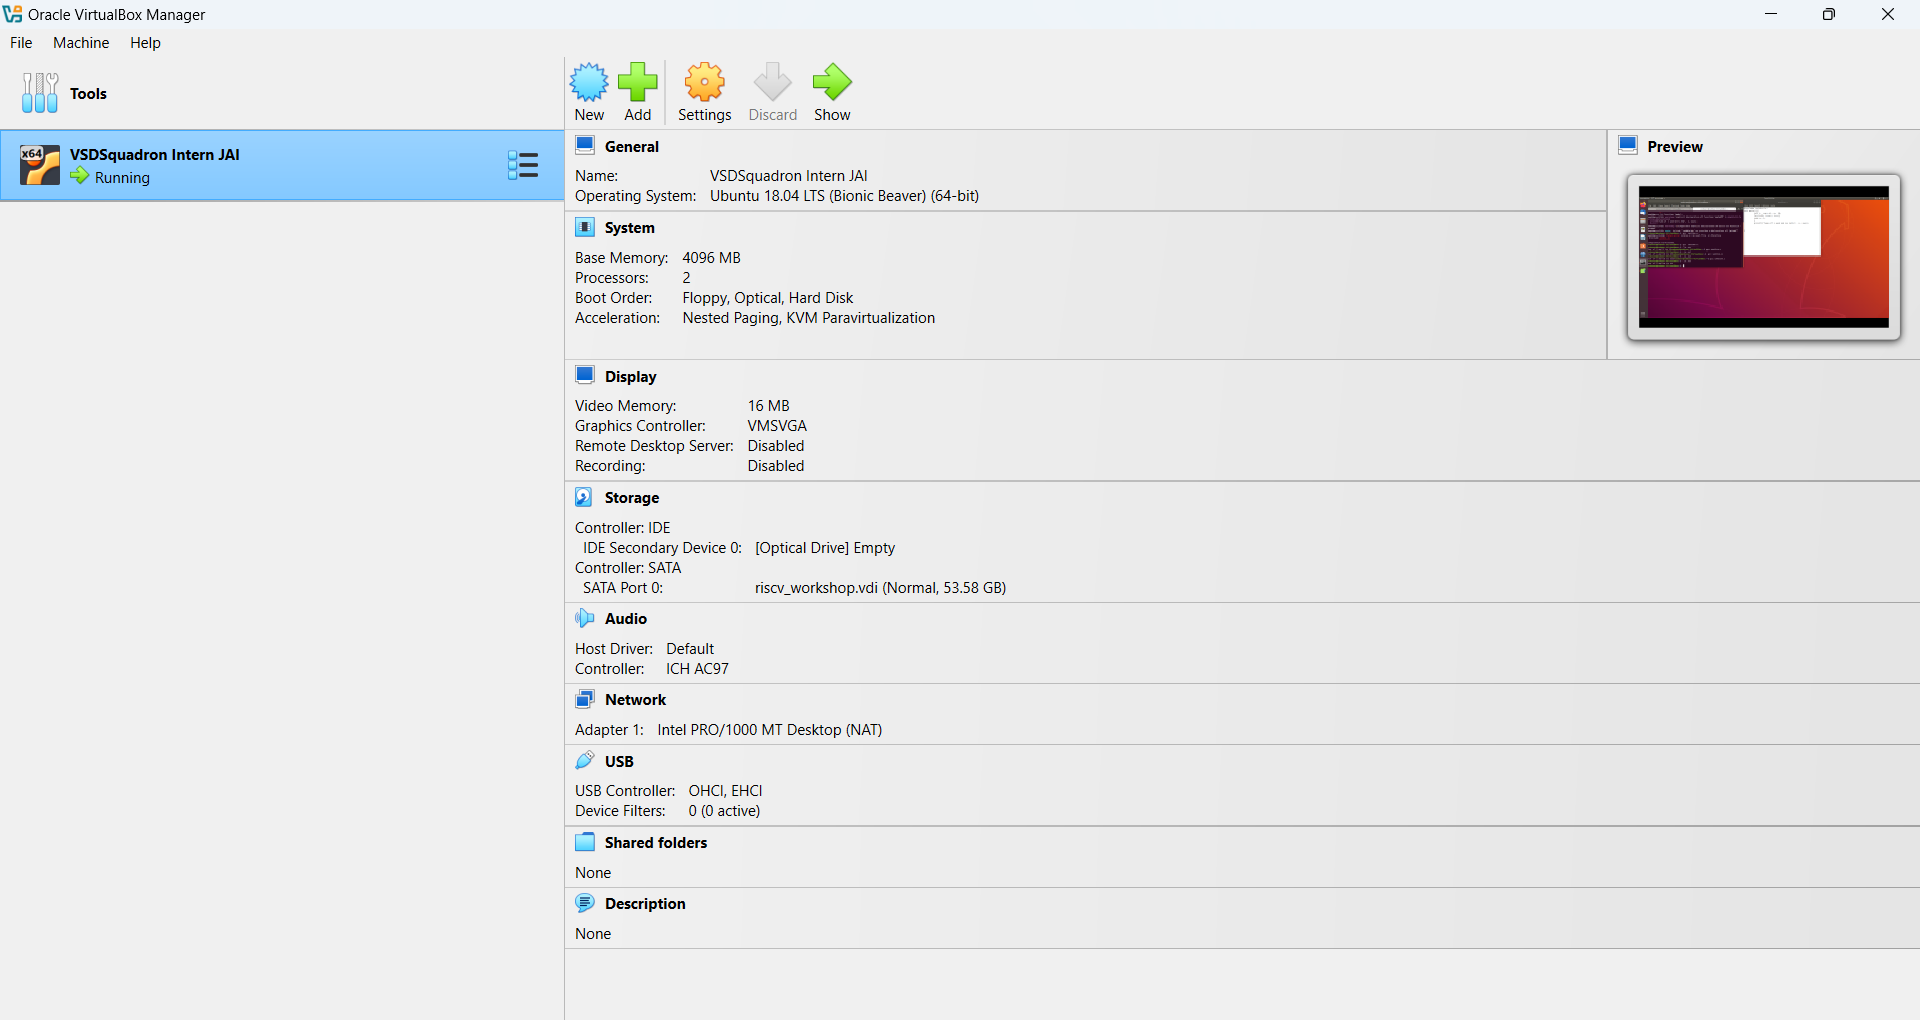 Oracle VirtualBox Manager
File Machine Help
Tools
New Add Settings Discard Show
x64
VSDSquadron Intern JAI
Running
General
Name: VSDSquadron Intern JAI
Operating System: Ubuntu 18.04 LTS (Bionic Beaver) (64-bit)
Preview
System
Base Memory: 4096 MB
Processors: 2
Boot Order: Floppy, Optical, Hard Disk
Acceleration: Nested Paging, KVM Paravirtualization
Display
Video Memory: 16 MB
Graphics Controller: VMSVGA
Remote Desktop Server: Disabled
Recording: Disabled
Storage
Controller: IDE
IDE Secondary Device 0: [Optical Drive] Empty
Controller: SATA
SATA Port 0: riscv_workshop.vdi (Normal, 53.58 GB)
Audio
Host Driver: Default
Controller: ICH AC97
Network
Adapter 1: Intel PRO/1000 MT Desktop (NAT)
USB
USB Controller: OHCI, EHCI
Device Filters: 0 (0 active)
Shared folders
None
Description
None